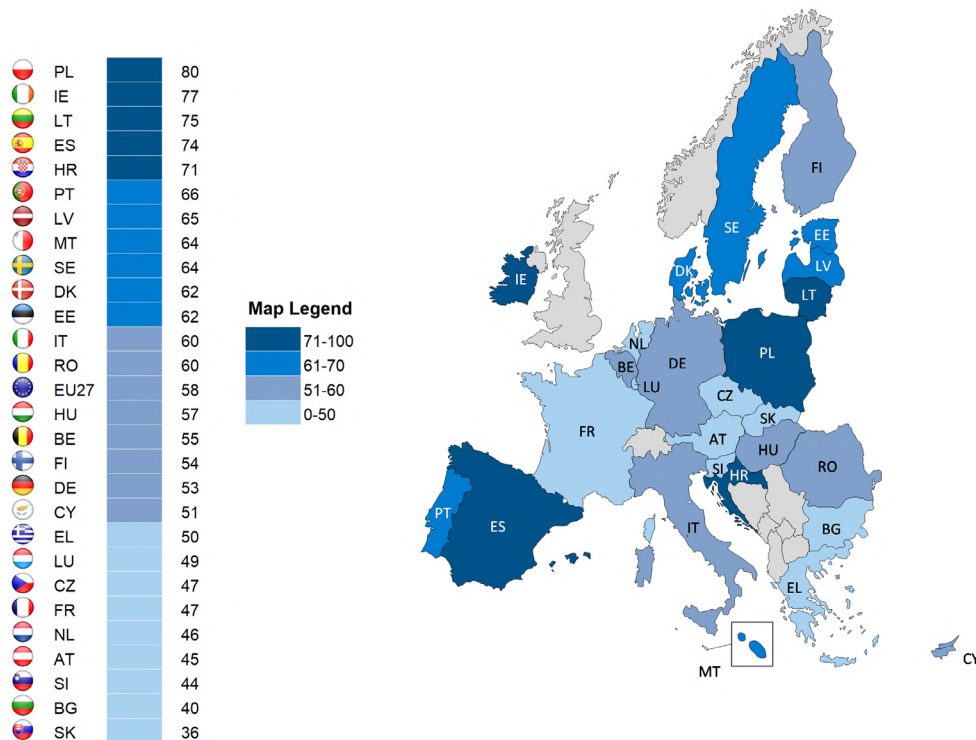 PL 80
IE 77
LT 75
ES 74
HR 71
PT 66
LV 65
MT 64
SE 64
DK 62
EE 62
IT 60
RO 60
EU27 58
HU 57
BE 55
FI 54
DE 53
CY 51
EL 50
LU 49
CZ 47
FR 47
NL 46
AT 45
SI 44
BG 40
SK 36
Map Legend
71-100
61-70
51-60
0-50
FI
SE
EE
LV
DK
LT
IE
NL
PL
BE
DE
LU
CZ
SK
FR
AT
HU
SI
HR
RO
PT
ES
IT
BG
EL
MT
CY